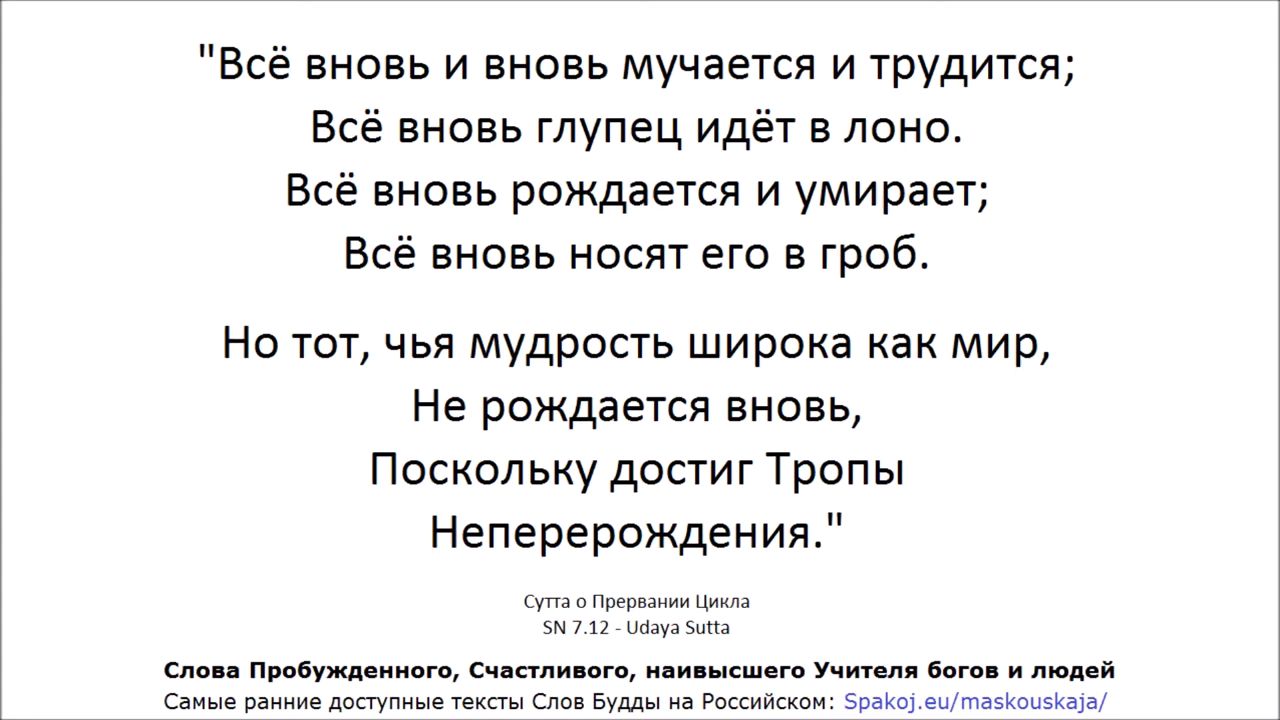 "Всё вновь и вновь мучается и трудится;
Всё вновь глупец идёт в лоно.
Всё вновь рождается и умирает;
Всё вновь носят его в гроб.
Но тот, чья мудрость широка как мир,
Не рождается вновь,
Поскольку достиг Тропы
Неперерождения."
Сутта о Прервании Цикла
SN 7.12 - Udaya Sutta
Слова Пробужденного, Счастливого, наивысшего Учителя богов и людей
Самые ранние доступные тексты Слов Будды на Российском: Spakoj.eu/maskouskaja/